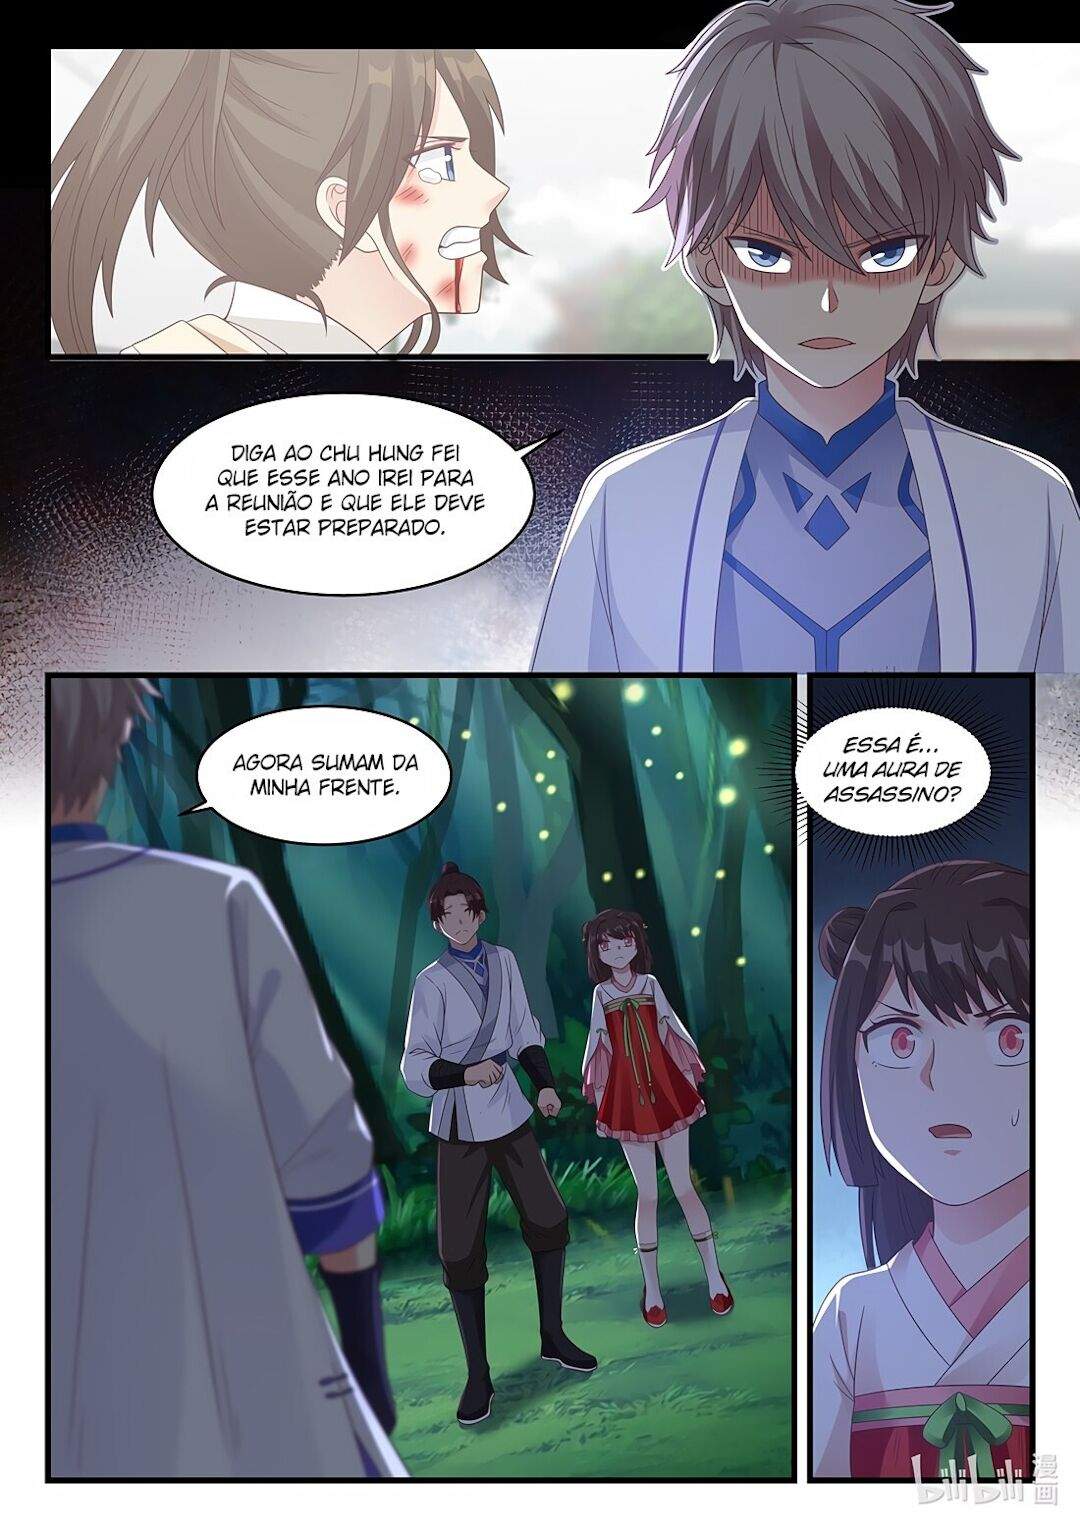 DIGA AO CHU HUNG FEI
QUE ESSE ANO IREI PARA
A REUNIÃO E QUE ELE DEVE
ESTAR PREPARADO.
AGORA SUMAM DA
MINHA FRENTE.
ESSA É...
UMA AURA DE
ASSASSINO?
bilibili 漫画